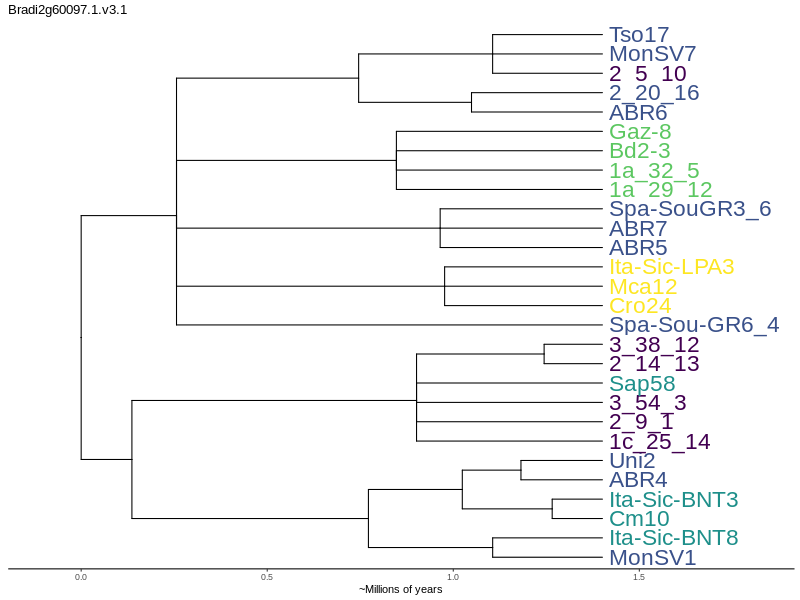 Bradi2g60097.1.v3.1
Tso17
MonSV7
2_5_10
2_20_16
ABR6
Gaz-8
Bd2-3
1a_32_5
1a_29_12
Spa-SouGR3_6
ABR7
ABR5
Ita-Sic-LPA3
Mca12
Cro24
Spa-Sou-GR6_4
3_38_12
2_14_13
Sap58
3_54_3
2_9_1
1c_25_14
Uni2
ABR4
Ita-Sic-BNT3
Cm10
Ita-Sic-BNT8
MonSV1
0.0 0.5 1.0 1.5
~Millions of years